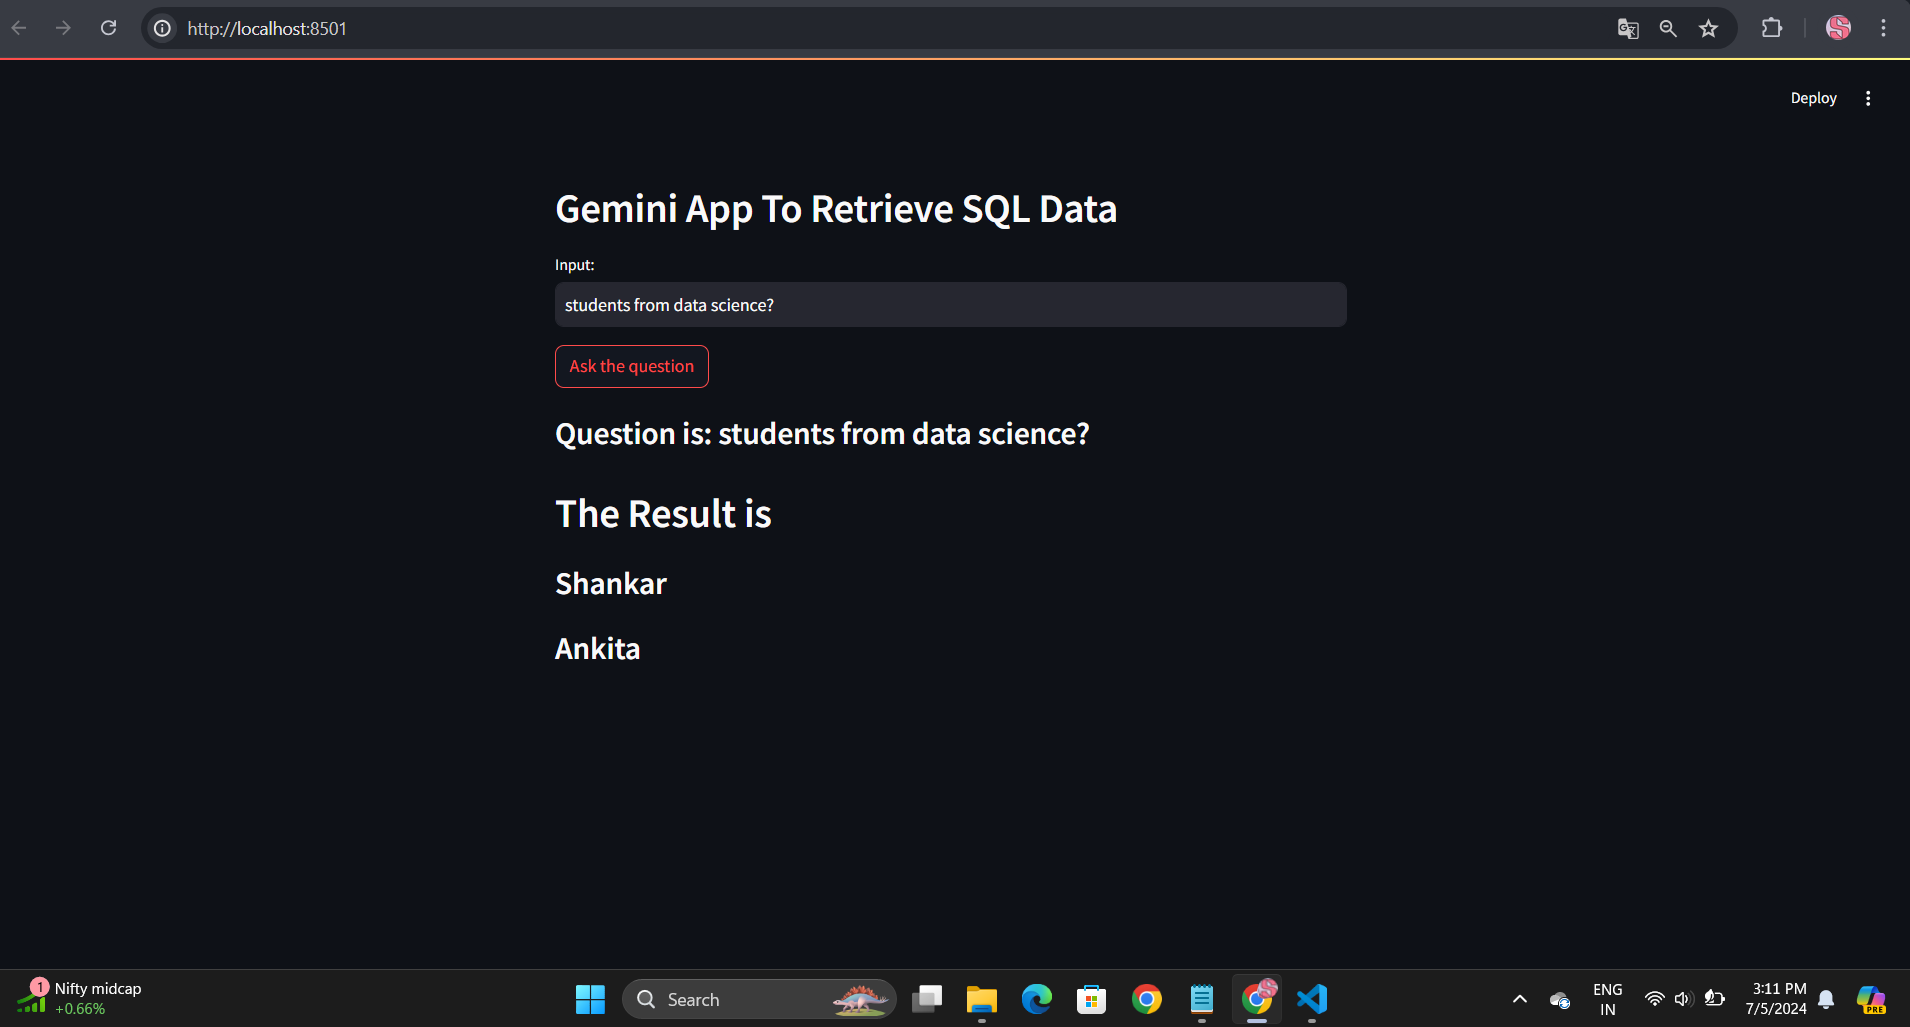 http://localhost:8501
Deploy
Gemini App To Retrieve SQL Data
Input:
students from data science?
Ask the question
Question is: students from data science?
The Result is
Shankar
Ankita
1
Nifty midcap
+0.66%
Search
ENG
IN
3:11 PM
7/5/2024
PRE